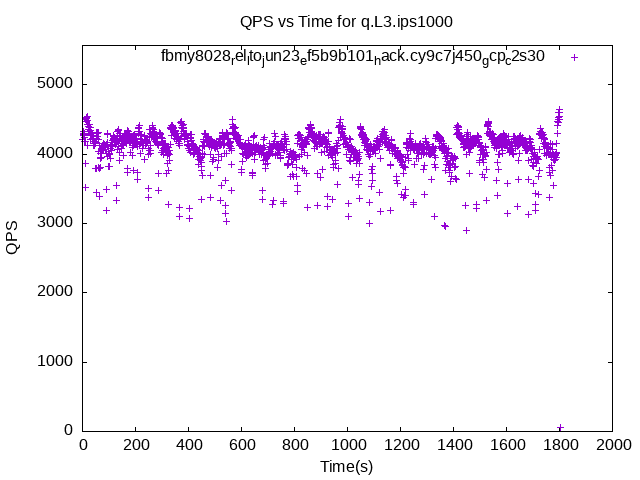 QPS vs Time for q.L3.ips1000
fbmy8028relltojun23ef5b9b101hack.cy9c7j450gcpc2s30
5000
4000
3000
2000
1000
0
QPS
0 200 400 600 800 1000 1200 1400 1600 1800 2000
Time(s)